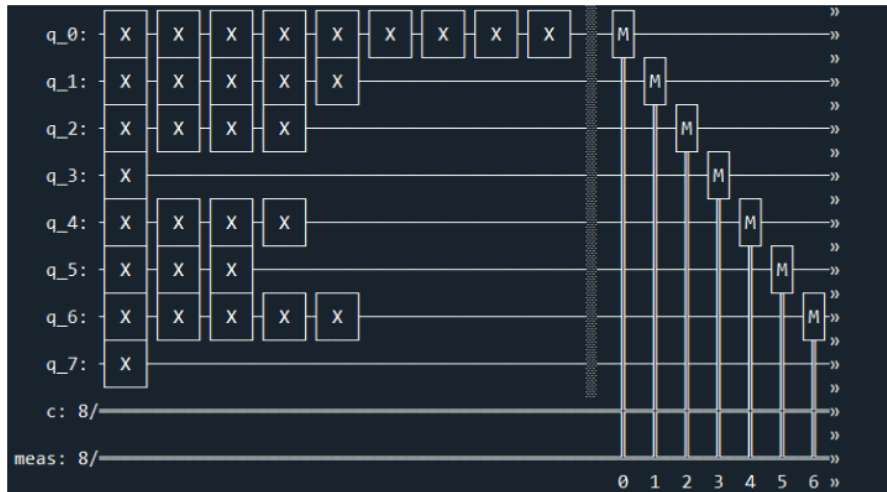 »
q_0: X X X X X X X X X M »
»
q_1: X X X X X M »
»
q_2: X X X X M »
»
q_3: X M »
»
q_4: X X X X M »
»
q_5: X X X M »
»
q_6: X X X X X M »
»
q_7: X »
»
c: 8/ »
»
meas: 8/ »
0 1 2 3 4 5 6 »